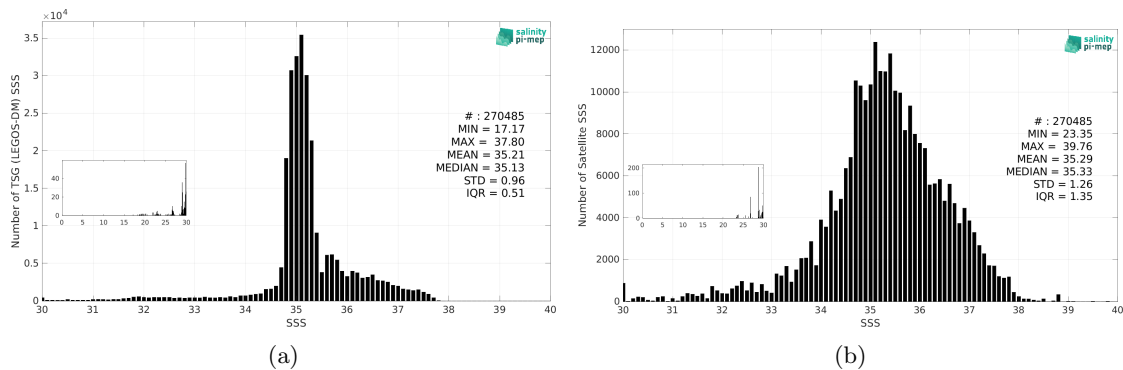 ×10⁴
3.5
3
2.5
2
1.5
1
0.5
0
Number of TSG (LEGOS-DM) SSS
salinity
pi-mep
# : 270485
MIN = 17.17
MAX = 37.80
MEAN = 35.21
MEDIAN = 35.13
STD = 0.96
IQR = 0.51
40
20
0
0 5 10 15 20 25 30
30 31 32 33 34 35 36 37 38 39 40
SSS
(a)
12000
10000
8000
6000
4000
2000
0
Number of Satellite SSS
salinity
pi-mep
# : 270485
MIN = 23.35
MAX = 39.76
MEAN = 35.29
MEDIAN = 35.33
STD = 1.26
IQR = 1.35
200
150
100
50
0
0 5 10 15 20 25 30
30 31 32 33 34 35 36 37 38 39 40
SSS
(b)